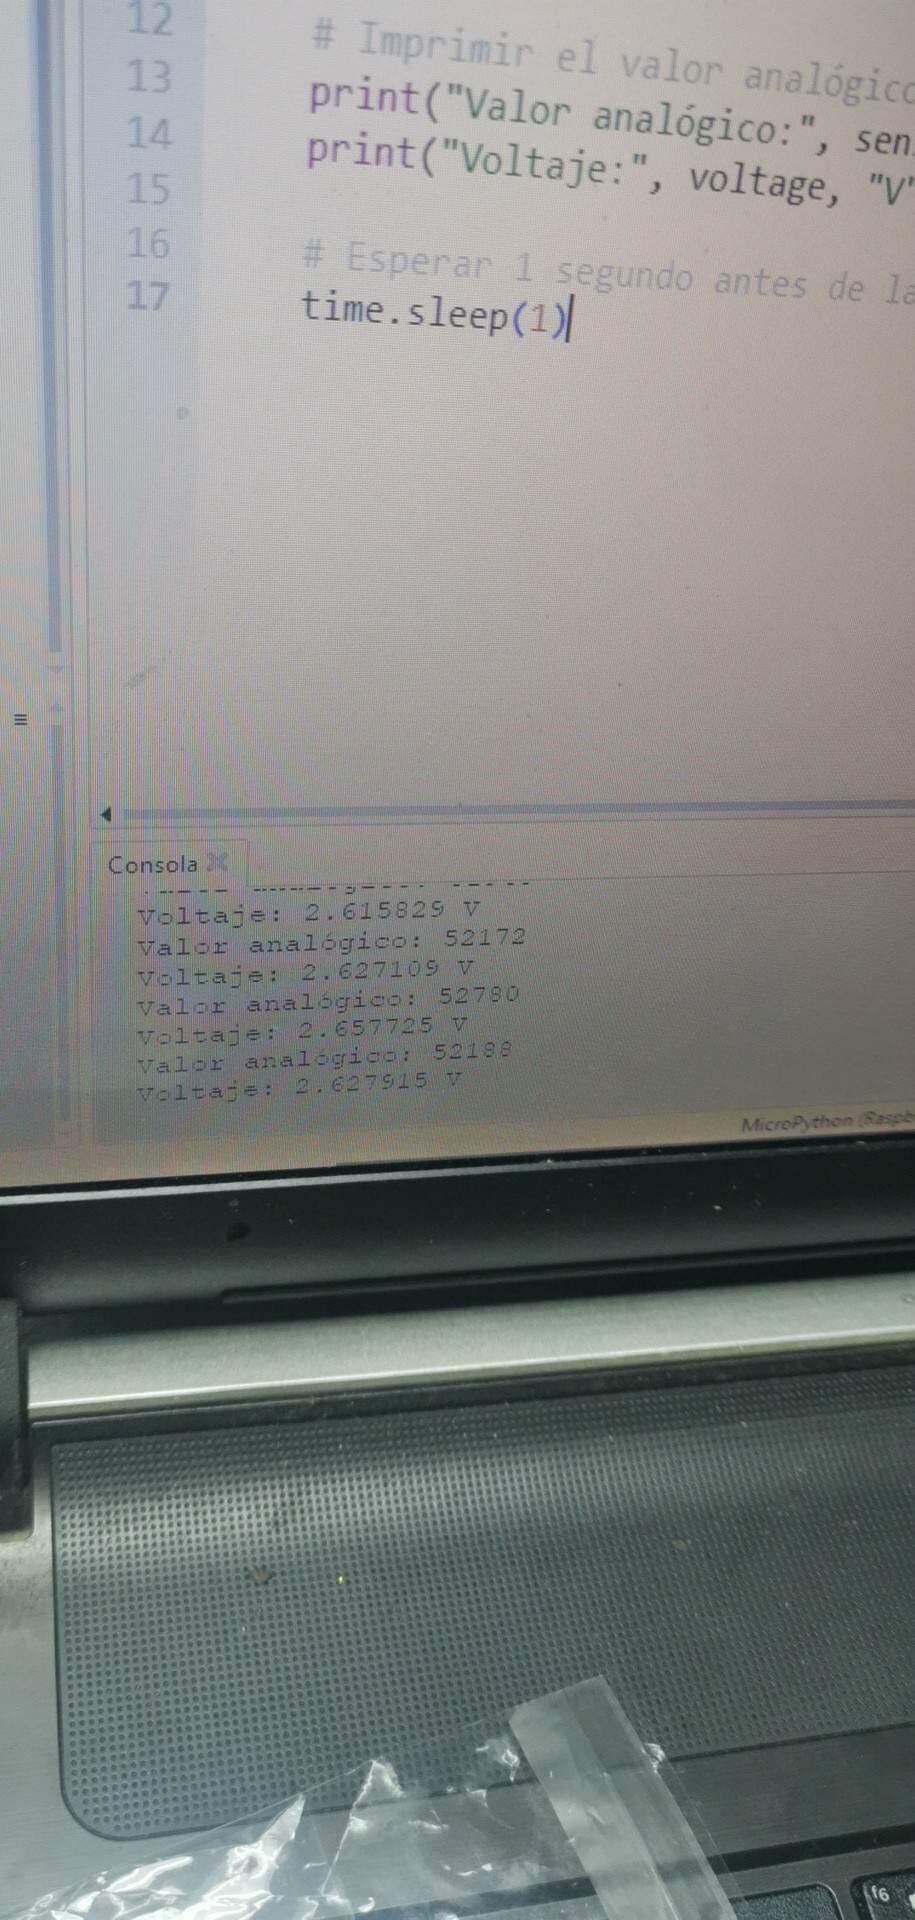 12
# Imprimir el valor analógico
13 print("Valor analógico:", sen
14 print("Voltaje:", voltage, "V"
15
16 # Esperar 1 segundo antes de la
17 time.sleep(1)
Consola
Voltaje: 2.615829 V
Valor analógico: 52172
Voltaje: 2.627109 V
Valor analógico: 52780
Voltaje: 2.657725 V
Valor analógico: 52188
Voltaje: 2.627915 V
MicroPython (Raspb
f6